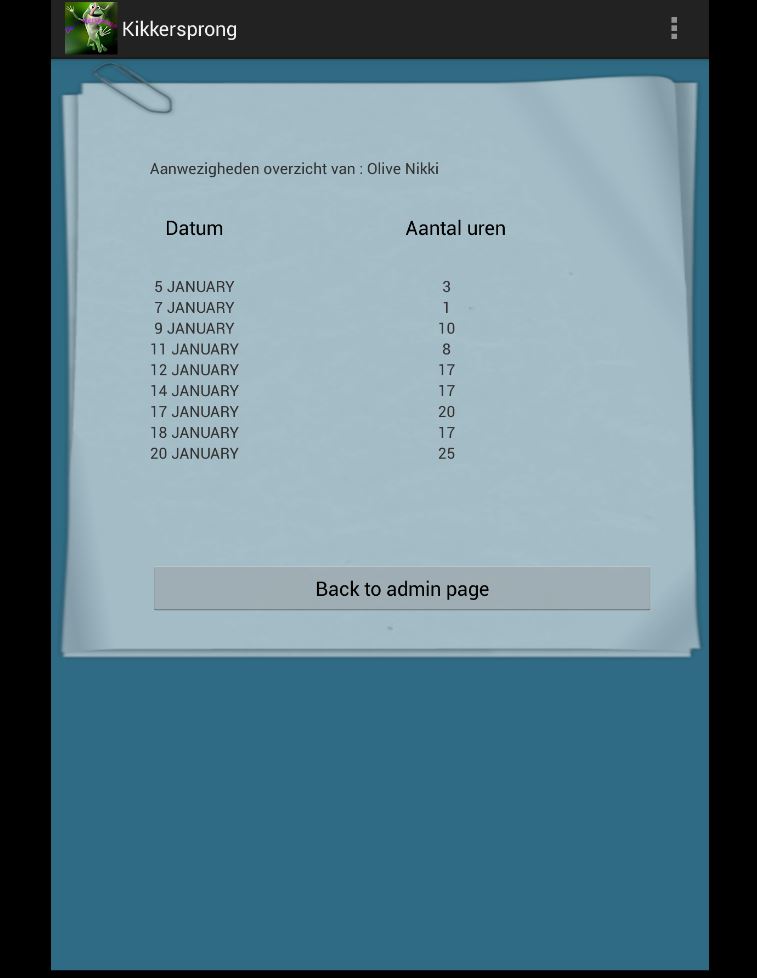 Kikkersprong
Aanwezigheden overzicht van : Olive Nikki
Datum Aantal uren
5 JANUARY 3
7 JANUARY 1
9 JANUARY 10
11 JANUARY 8
12 JANUARY 17
14 JANUARY 17
17 JANUARY 20
18 JANUARY 17
20 JANUARY 25
Back to admin page